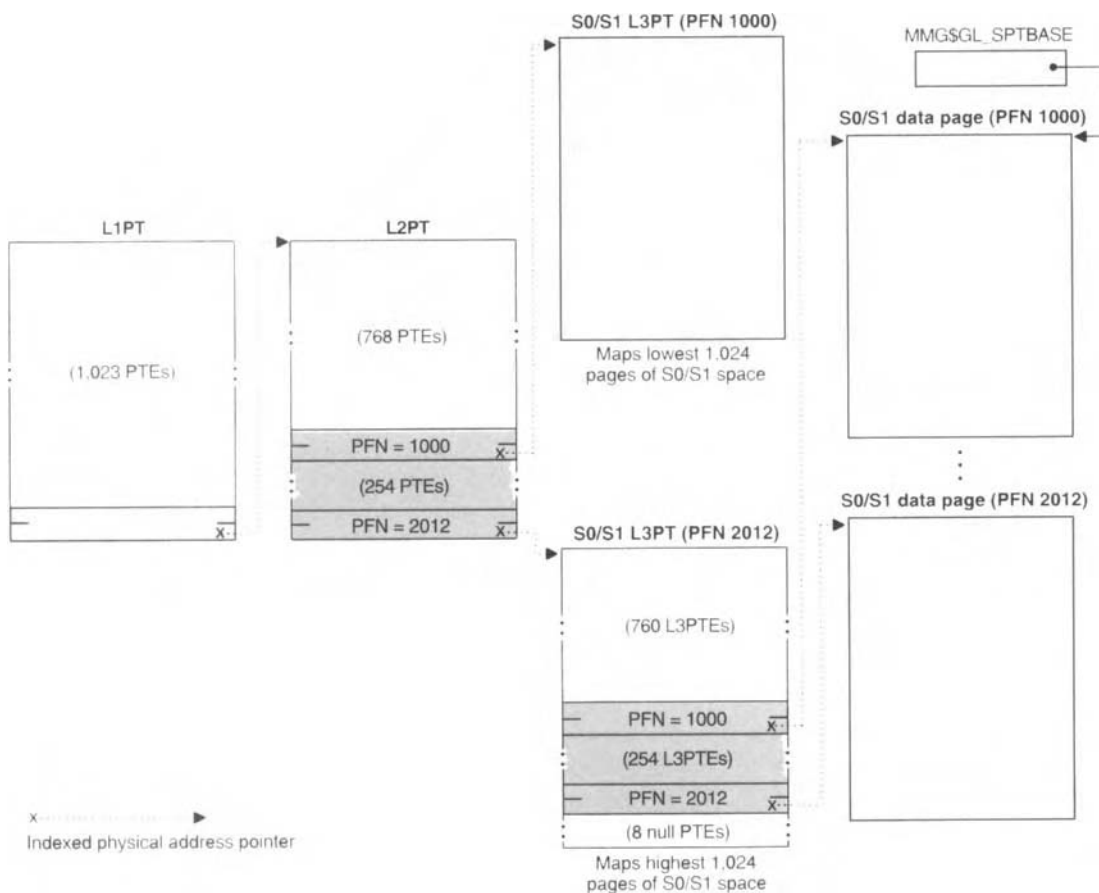 S0/S1 L3PT (PFN 1000)
MMG$GL_SPTBASE
S0/S1 data page (PFN 1000)
L1PT
L2PT
(1,023 PTEs)
(768 PTEs)
Maps lowest 1,024
pages of S0/S1 space
PFN = 1000
x
(254 PTEs)
PFN = 2012
x
x
S0/S1 data page (PFN 2012)
S0/S1 L3PT (PFN 2012)
(760 L3PTEs)
PFN = 1000
x
(254 L3PTEs)
PFN = 2012
x
(8 null PTEs)
Maps highest 1,024
pages of S0/S1 space
x
Indexed physical address pointer